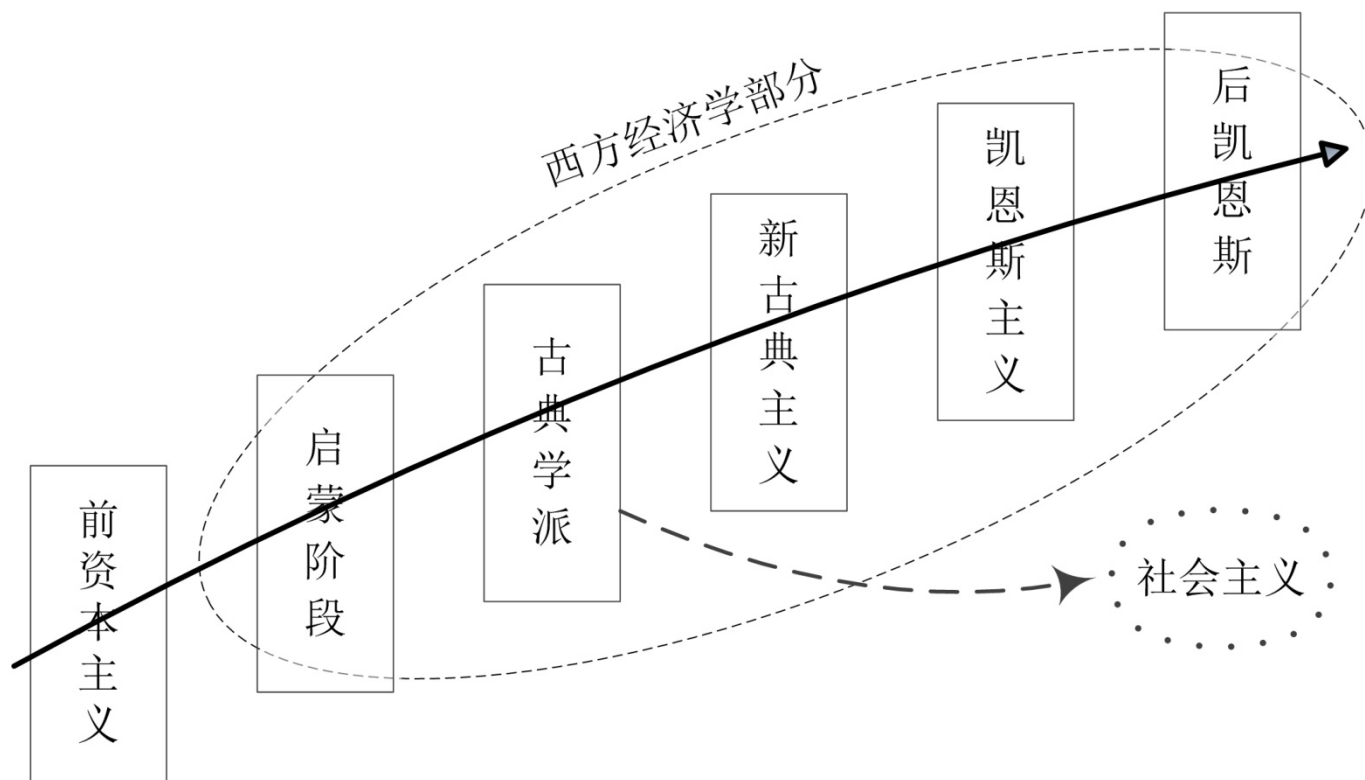 西方经济学部分
前资本主义
启蒙阶段
古典学派
新古典主义
凯恩斯主义
后凯恩斯
社会主义